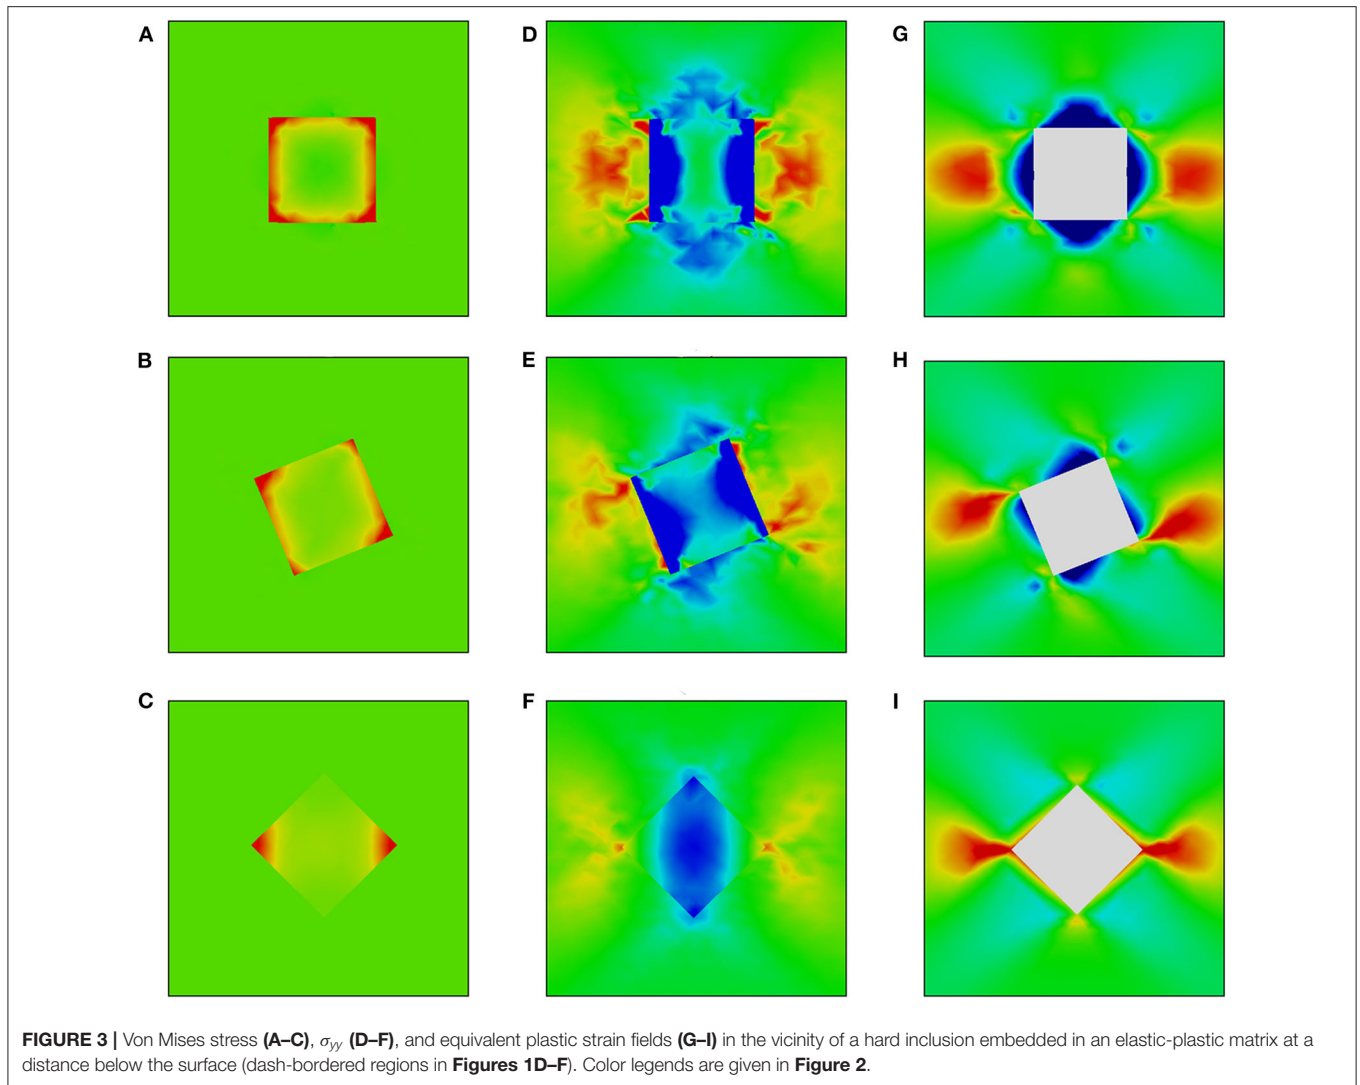 A
D
G
B
E
H
C
F
I
FIGURE 3 | Von Mises stress (A–C), σyy (D–F), and equivalent plastic strain fields (G–I) in the vicinity of a hard inclusion embedded in an elastic-plastic matrix at a
distance below the surface (dash-bordered regions in Figures 1D–F). Color legends are given in Figure 2.